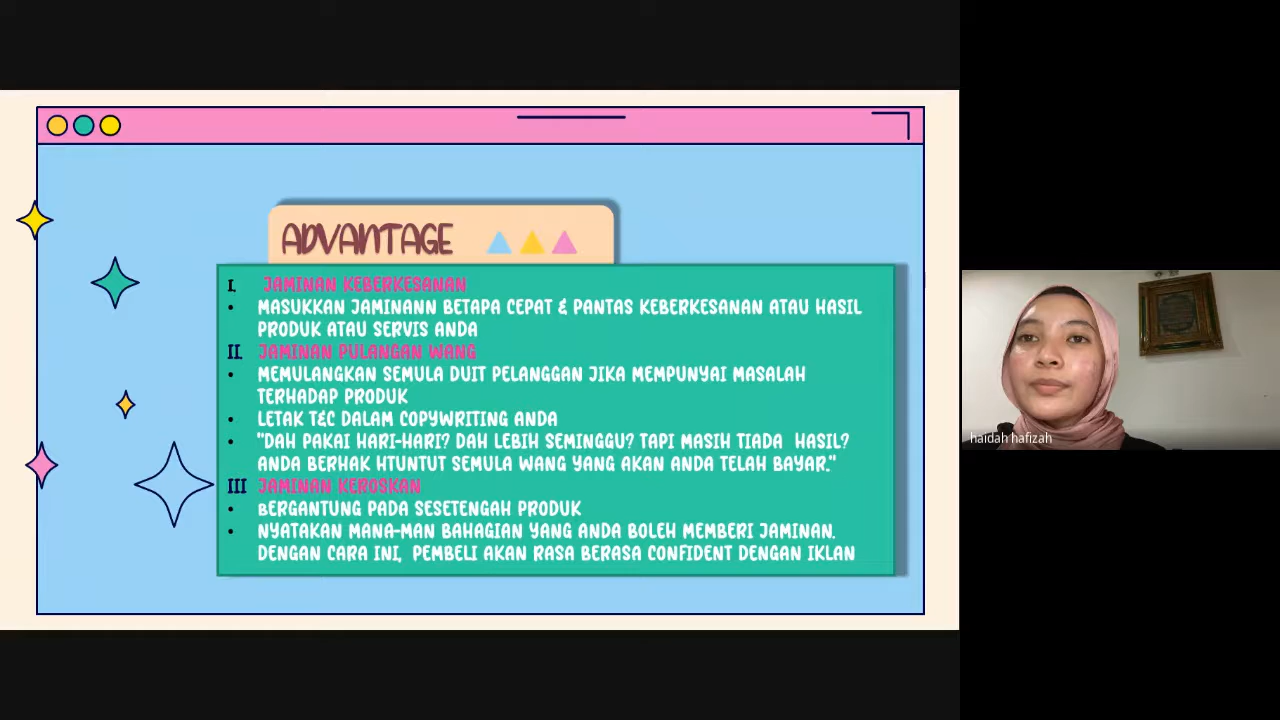 ADVANTAGE
I. JAMINAN KEBERKESANAN
• MASUKKAN JAMINANN BETAPA CEPAT & PANTAS KEBERKESANAN ATAU HASIL
PRODUK ATAU SERVIS ANDA
II JAMINAN PULANGAN WANG
• MEMULANGKAN SEMULA DUIT PELANGGAN JIKA MEMPUNYAI MASALAH
TERHADAP PRODUK
• LETAK T&C DALAM COPYWRITING ANDA
• "DAH PAKAI HARI-HARI? DAH LEBIH SEMINGGU? TAPI MASIH TIADA HASIL?
ANDA BERHAK HTUNTUT SEMULA WANG YANG AKAN ANDA TELAH BAYAR."
III JAMINAN KEROSKAN
• BERGANTUNG PADA SESETENGAH PRODUK
• NYATAKAN MANA-MAN BAHAGIAN YANG ANDA BOLEH MEMBERI JAMINAN.
DENGAN CARA INI, PEMBELI AKAN RASA BERASA CONFIDENT DENGAN IKLAN
haidah hafizah